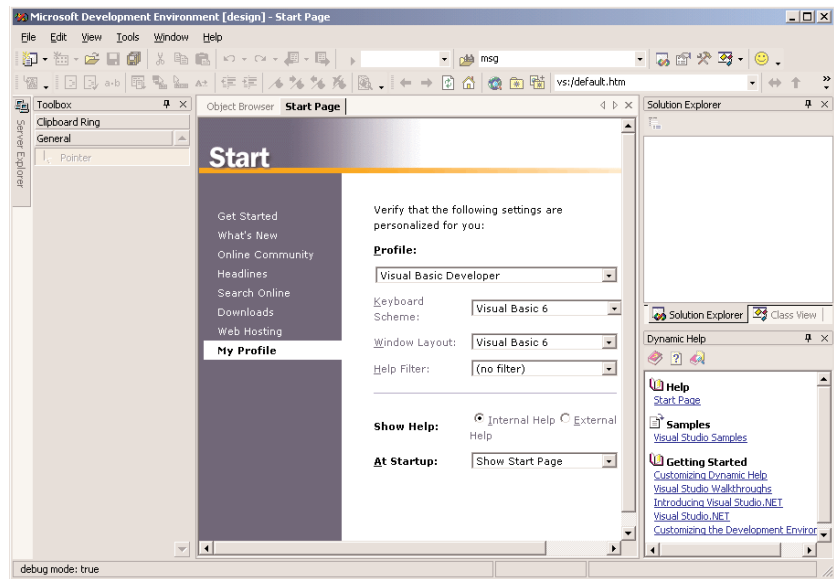 Microsoft Development Environment [design] - Start Page
File Edit View Tools Window Help
msg
a-b
A±
vs:/default.htm
Server Explorer
Toolbox
Clipboard Ring
General
Pointer
Object Browser Start Page
Start
Get Started
What's New
Online Community
Headlines
Search Online
Downloads
Web Hosting
My Profile
Verify that the following settings are
personalized for you:
Profile:
Visual Basic Developer
Keyboard
Scheme:
Visual Basic 6
Window Layout: Visual Basic 6
Help Filter: (no filter)
Show Help: Internal Help External
Help
At Startup: Show Start Page
Solution Explorer
Solution Explorer Class View
Dynamic Help
Help
Start Page
Samples
Visual Studio Samples
Getting Started
Customizing Dynamic Help
Visual Studio Walkthroughs
Introducing Visual Studio.NET
Visual Studio.NET
Customizing the Development Environ
debug mode: true